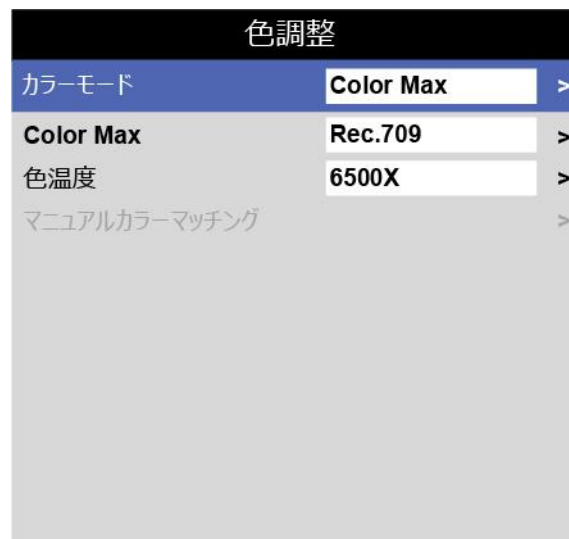 色調整
カラーモード Color Max >
Color Max Rec.709 >
色温度 6500X >
マニュアルカラーマッチング >